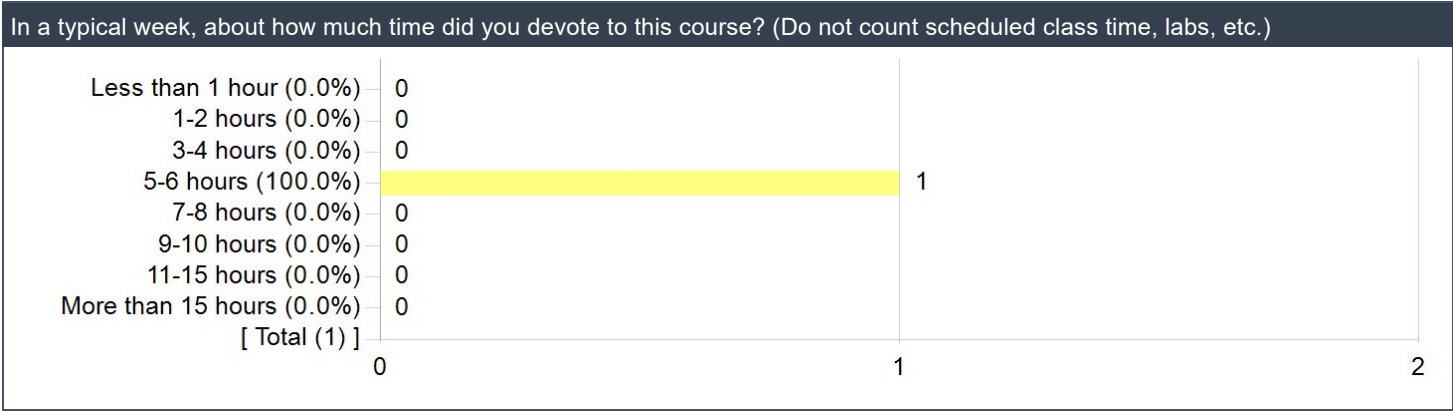 In a typical week, about how much time did you devote to this course? (Do not count scheduled class time, labs, etc.)
Less than 1 hour (0.0%) 0
1-2 hours (0.0%) 0
3-4 hours (0.0%) 0
5-6 hours (100.0%) 1
7-8 hours (0.0%) 0
9-10 hours (0.0%) 0
11-15 hours (0.0%) 0
More than 15 hours (0.0%) 0
[ Total (1) ]
0 1 2